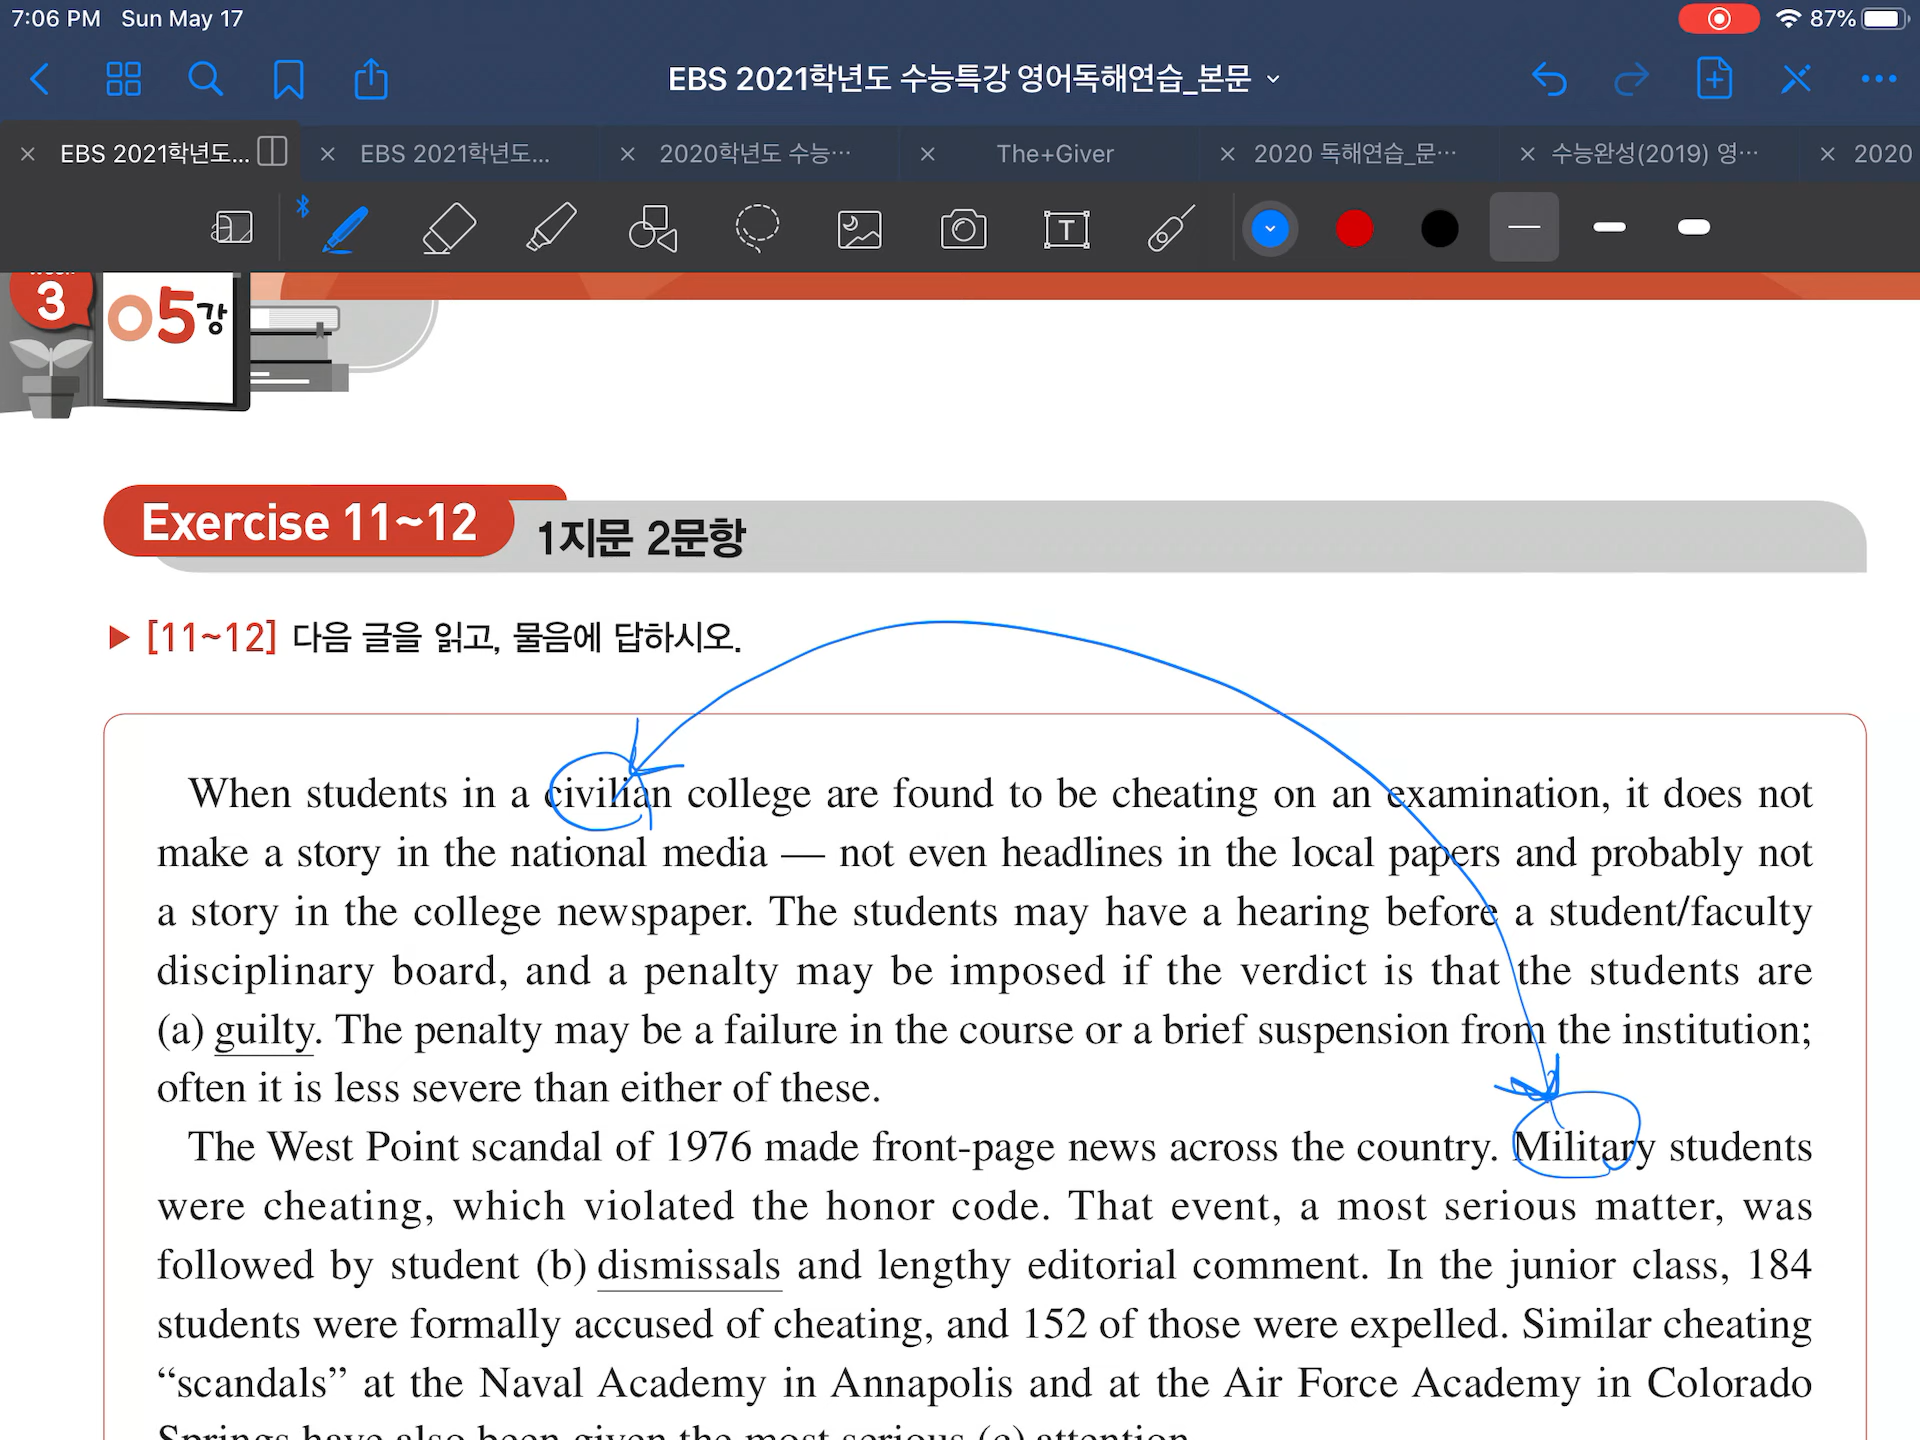 7:06 PM Sun May 17
87%
EBS 2021학년도 수능특강 영어독해연습_본문
EBS 2021학년도...
EBS 2021학년도...
2020학년도 수능…
The+Giver
2020 독해연습_문…
수능완성(2019) 영…
2020
T
3
05강
Exercise 11~12 1지문 2문항
▶ [11~12] 다음 글을 읽고, 물음에 답하시오.
When students in a civilian college are found to be cheating on an examination, it does not
make a story in the national media — not even headlines in the local papers and probably not
a story in the college newspaper. The students may have a hearing before a student/faculty
disciplinary board, and a penalty may be imposed if the verdict is that the students are
(a) guilty. The penalty may be a failure in the course or a brief suspension from the institution;
often it is less severe than either of these.
The West Point scandal of 1976 made front-page news across the country. Military students
were cheating, which violated the honor code. That event, a most serious matter, was
followed by student (b) dismissals and lengthy editorial comment. In the junior class, 184
students were formally accused of cheating, and 152 of those were expelled. Similar cheating
“scandals” at the Naval Academy in Annapolis and at the Air Force Academy in Colorado
Springs have also been given the most serious (c) attention.